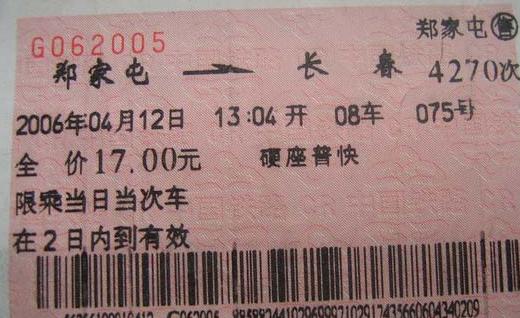 G062005
郑家屯㊣售
郑家屯 → 长春 4270次
2006年04月12日 13:04开 08车 075号
全 价17.00元 硬座普快
限乘当日当次车
在2日内到有效